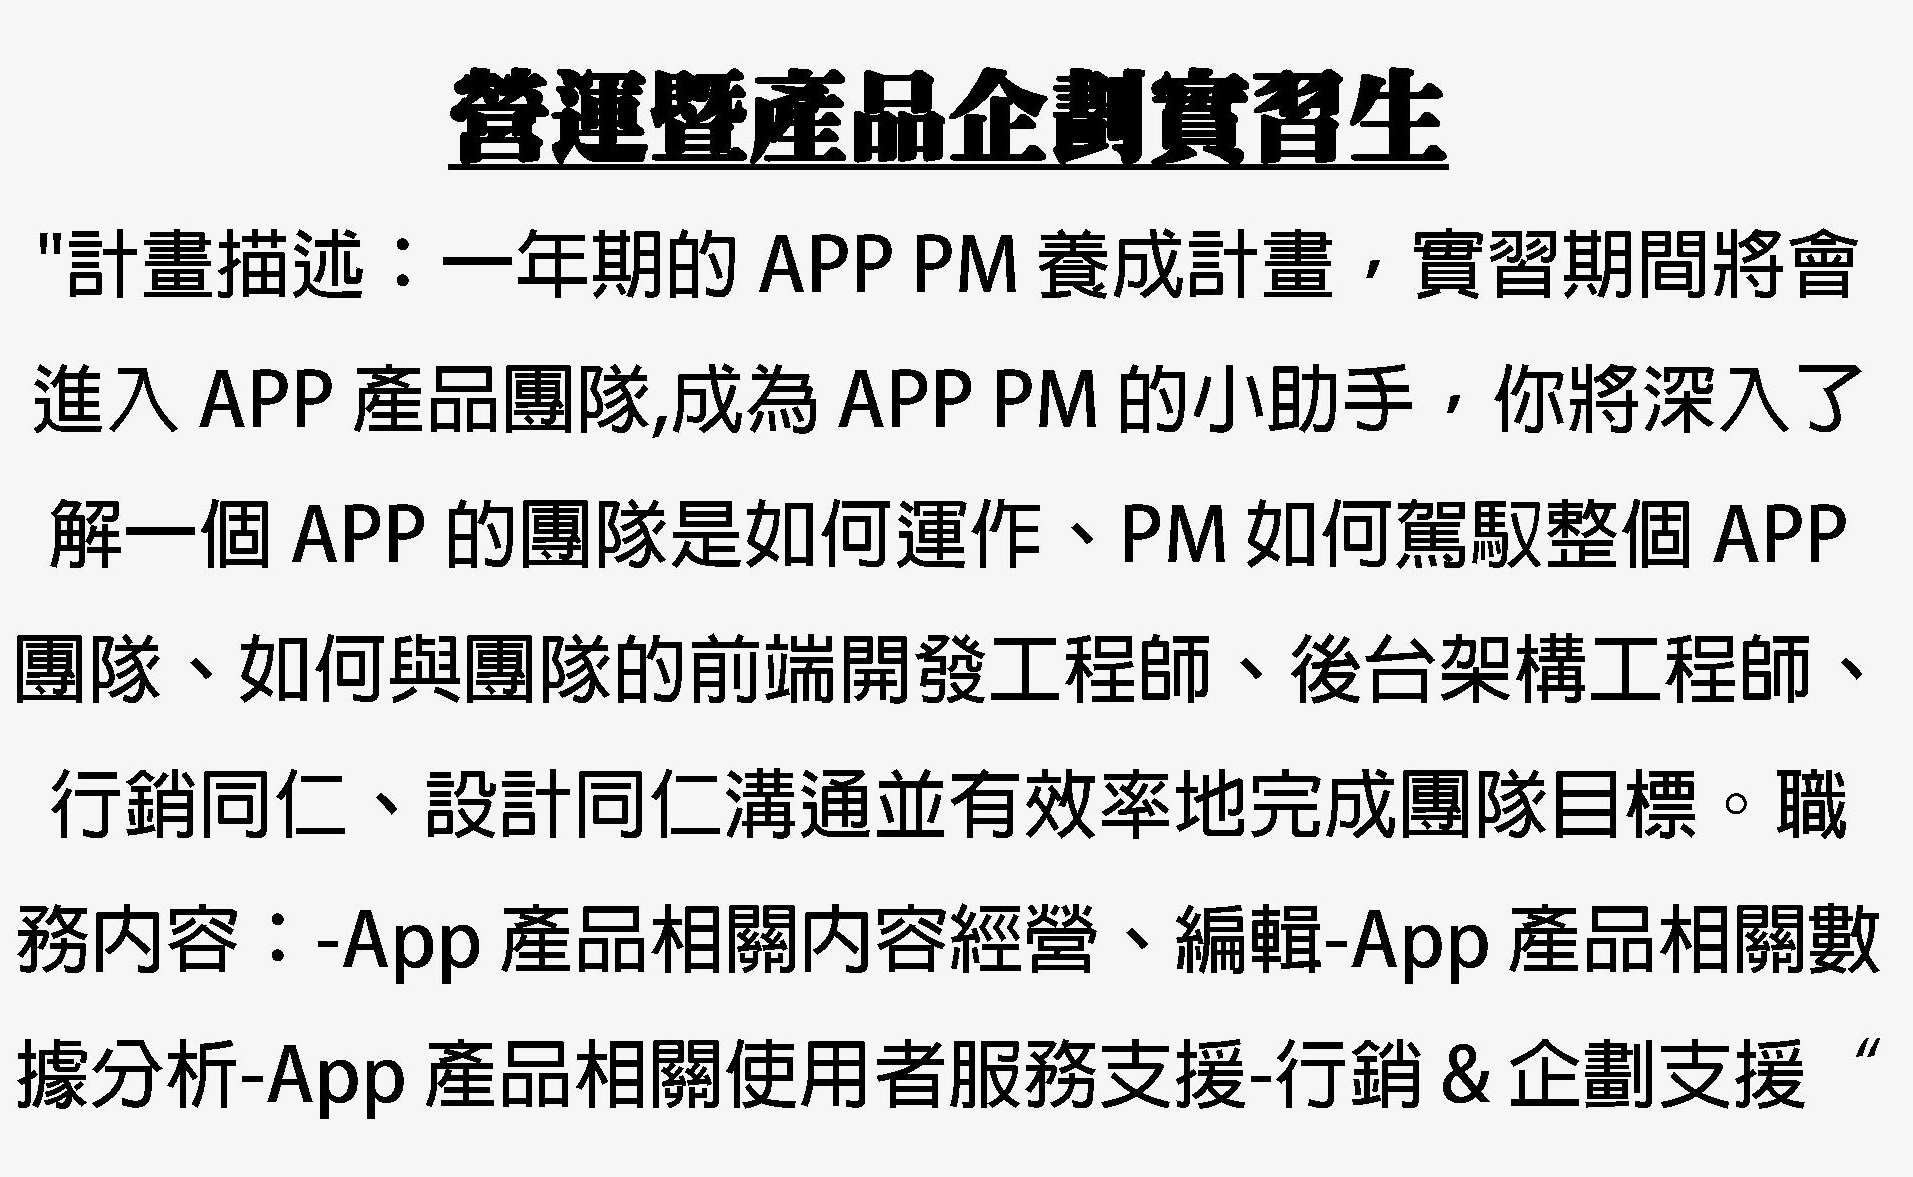 營運暨產品企劃實習生
"計畫描述：一年期的 APP PM 養成計畫，實習期間將會
進入 APP 產品團隊,成為 APP PM 的小助手，你將深入了
解一個 APP 的團隊是如何運作、PM 如何駕馭整個 APP
團隊、如何與團隊的前端開發工程師、後台架構工程師、
行銷同仁、設計同仁溝通並有效率地完成團隊目標。職
務內容：-App 產品相關內容經營、編輯-App 產品相關數
據分析-App 產品相關使用者服務支援-行銷 & 企劃支援“